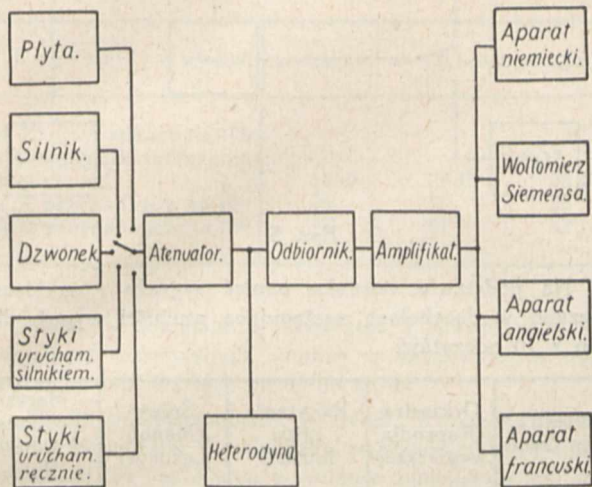 Płyta.
Silnik.
Dzwonek.
Styki
urucham.
silnikiem.
Styki
urucham.
ręcznie.
Atenuator.
Odbiornik.
Amplifikat.
Heterodyna.
Aparat
niemiecki.
Woltomierz
Siemensa.
Aparat
angielski.
Aparat
francuski.